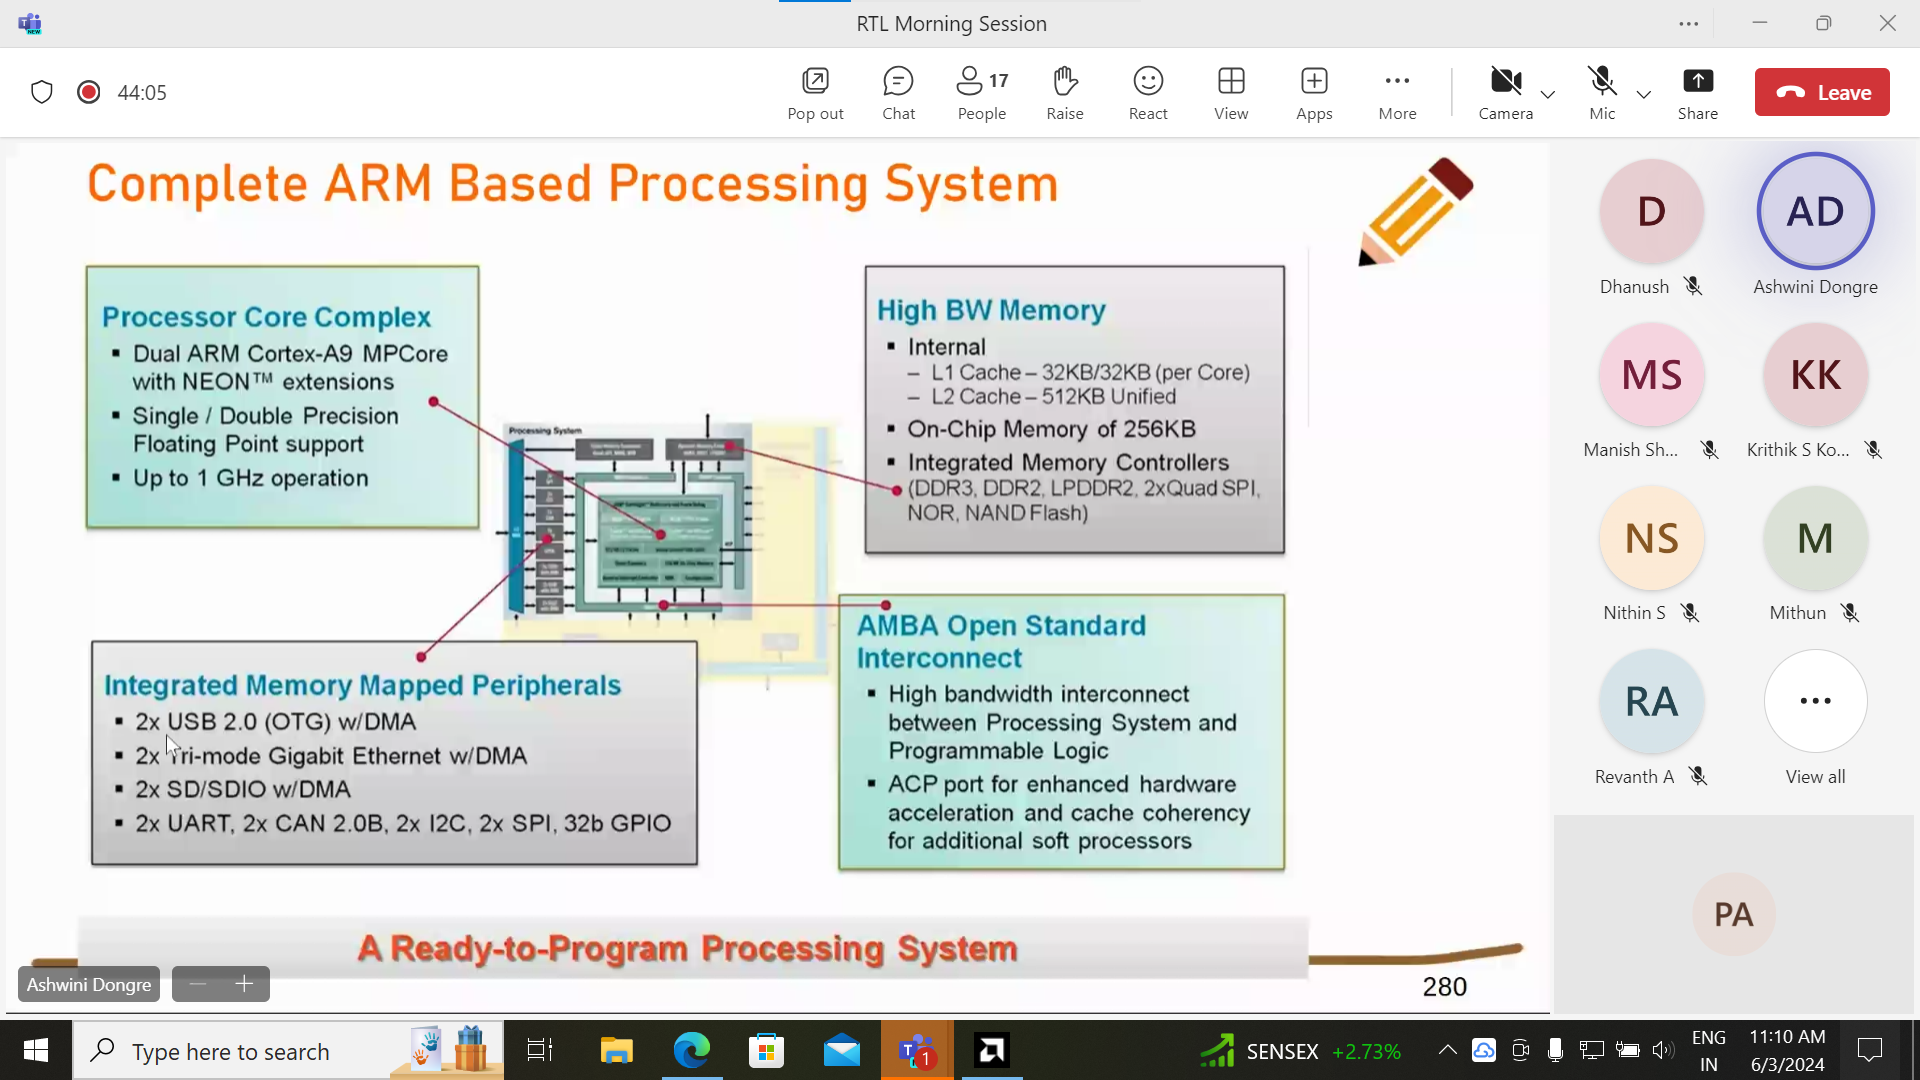 RTL Morning Session
44:05
Pop out
Chat
17
People
Raise
React
View
Apps
More
Camera
Mic
Share
Leave
Complete ARM Based Processing System
Processor Core Complex
▪ Dual ARM Cortex-A9 MPCore
with NEON™ extensions
▪ Single / Double Precision
Floating Point support
▪ Up to 1 GHz operation
High BW Memory
▪ Internal
– L1 Cache – 32KB/32KB (per Core)
– L2 Cache – 512KB Unified
▪ On-Chip Memory of 256KB
▪ Integrated Memory Controllers
(DDR3, DDR2, LPDDR2, 2xQuad SPI,
NOR, NAND Flash)
Processing System
Integrated Memory Mapped Peripherals
▪ 2x USB 2.0 (OTG) w/DMA
▪ 2x Tri-mode Gigabit Ethernet w/DMA
▪ 2x SD/SDIO w/DMA
▪ 2x UART, 2x CAN 2.0B, 2x I2C, 2x SPI, 32b GPIO
AMBA Open Standard
Interconnect
▪ High bandwidth interconnect
between Processing System and
Programmable Logic
▪ ACP port for enhanced hardware
acceleration and cache coherency
for additional soft processors
A Ready-to-Program Processing System
280
Ashwini Dongre
D
Dhanush
AD
Ashwini Dongre
MS
Manish Sh...
KK
Krithik S Ko...
NS
Nithin S
M
Mithun
RA
Revanth A
View all
PA
Type here to search
NEW
1
SENSEX +2.73%
ENG
IN
11:10 AM
6/3/2024